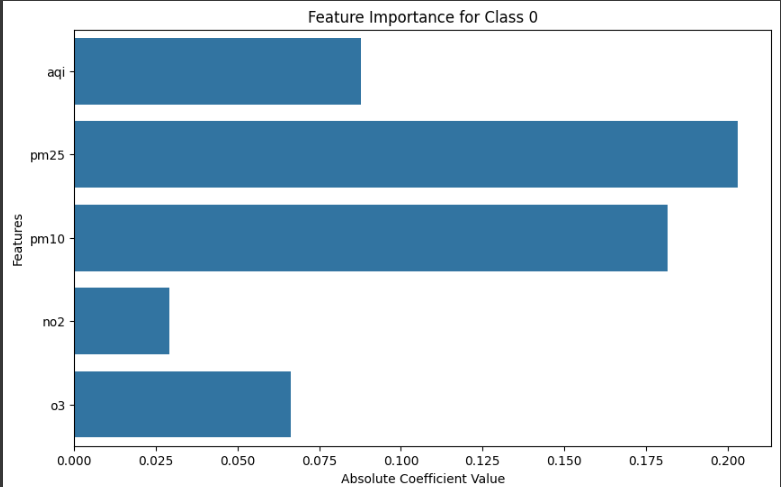 Feature Importance for Class 0
Features
aqi
pm25
pm10
no2
o3
0.000 0.025 0.050 0.075 0.100 0.125 0.150 0.175 0.200
Absolute Coefficient Value